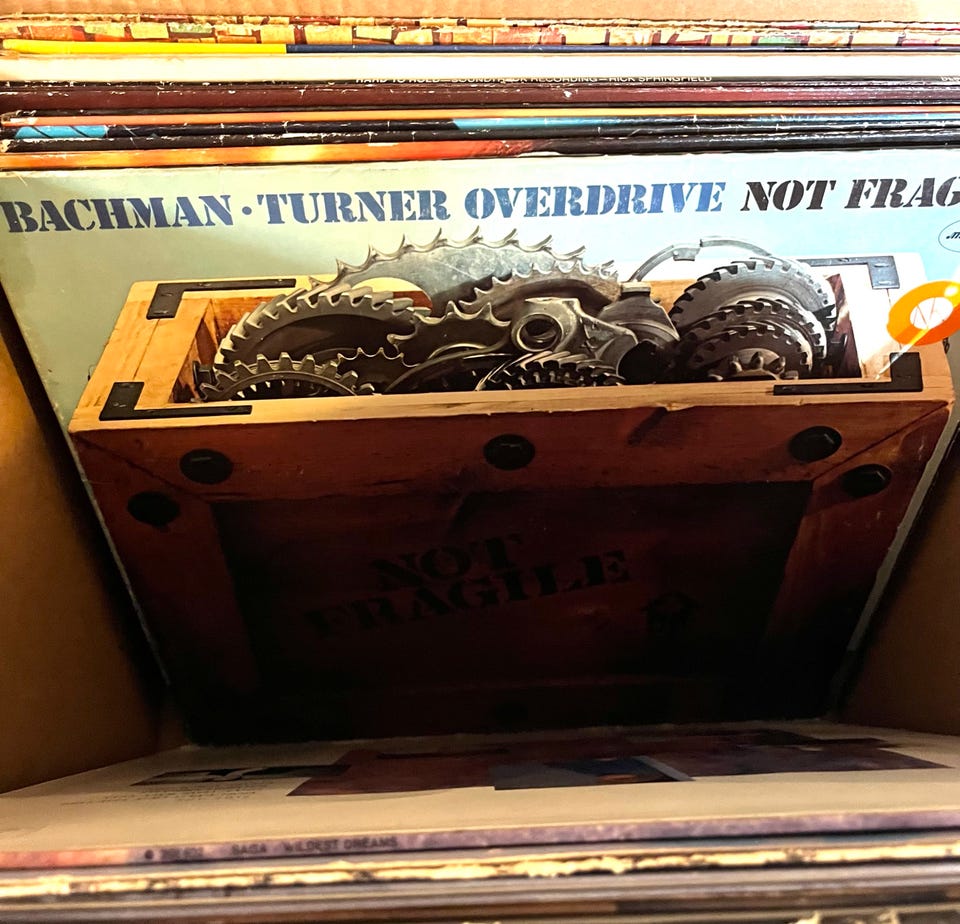 HARD TO HOLD — SOUNDTRACK RECORDING — RICK SPRINGFIELD
BACHMAN·TURNER OVERDRIVE NOT FRAG
NOT
FRAGILE
SAGA WILDEST DREAMS